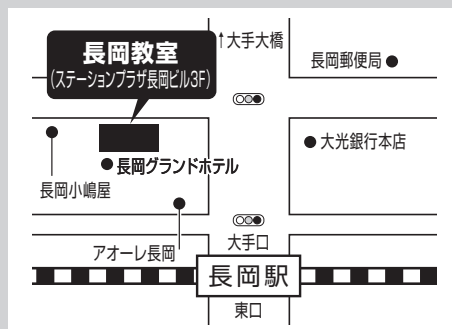 長岡教室
(ステーションプラザ長岡ビル3F)
↑大手大橋
長岡郵便局
大光銀行本店
長岡グランドホテル
長岡小嶋屋
アオーレ長岡
大手口
長岡駅
東口